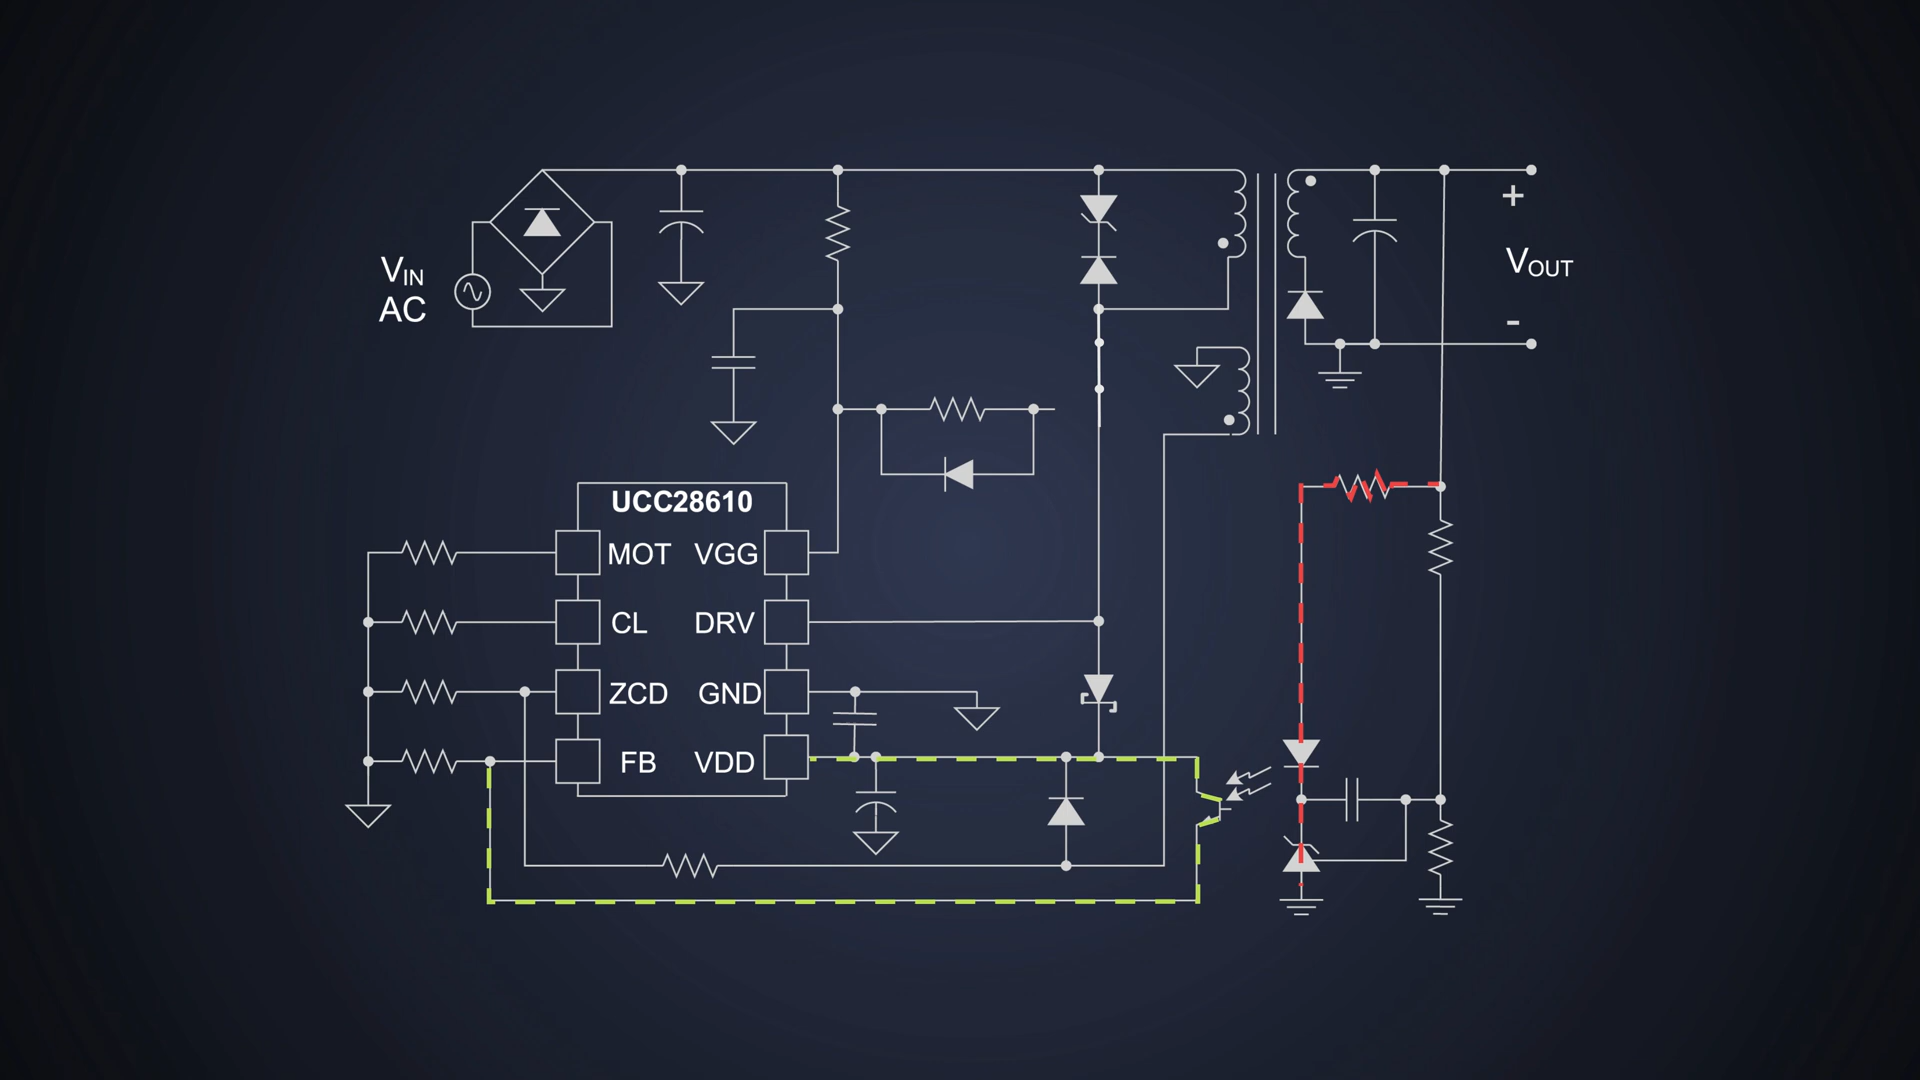 VIN
AC
+
VOUT
-
UCC28610
MOT VGG
CL DRV
ZCD GND
FB VDD